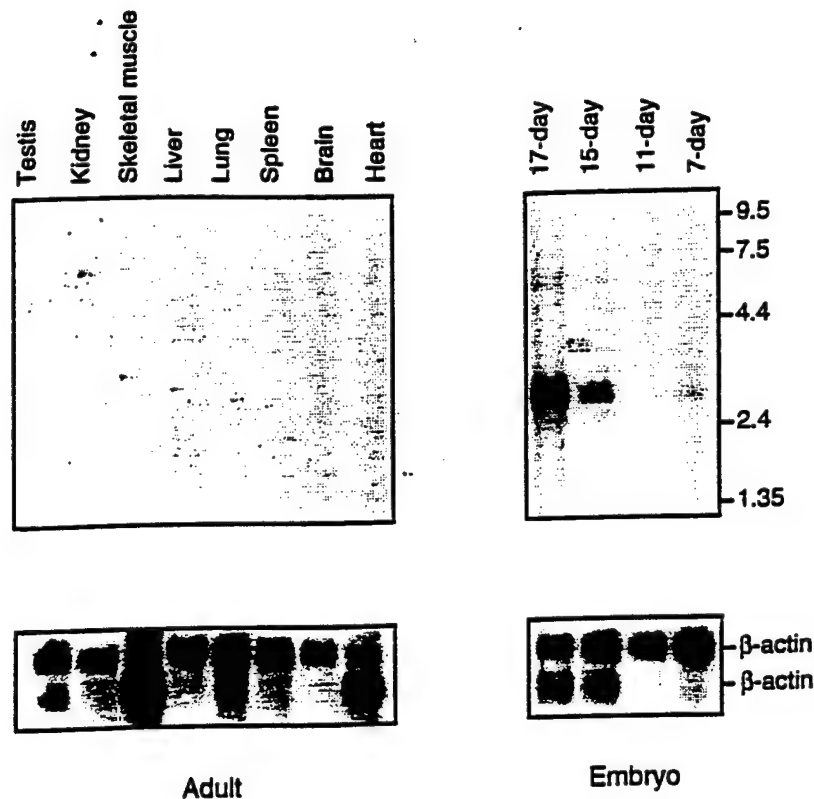 Testis
Kidney
Skeletal muscle
Liver
Lung
Spleen
Brain
Heart
17-day
15-day
11-day
7-day
9.5
7.5
4.4
2.4
1.35
β-actin
β-actin
Adult
Embryo